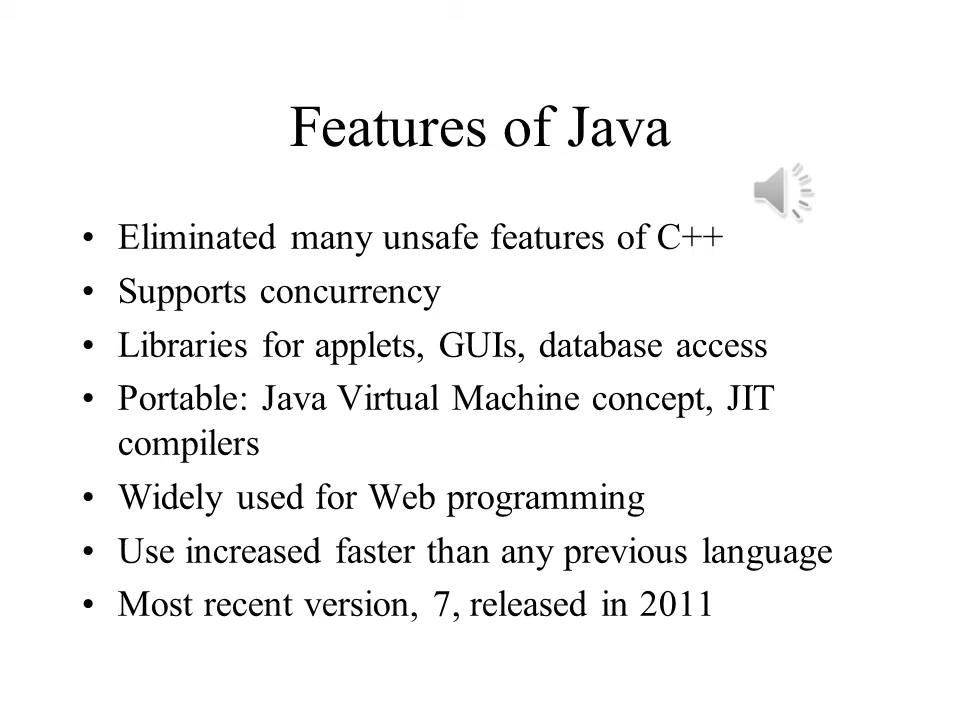 Features of Java
• Eliminated many unsafe features of C++
• Supports concurrency
• Libraries for applets, GUIs, database access
• Portable: Java Virtual Machine concept, JIT
compilers
• Widely used for Web programming
• Use increased faster than any previous language
• Most recent version, 7, released in 2011